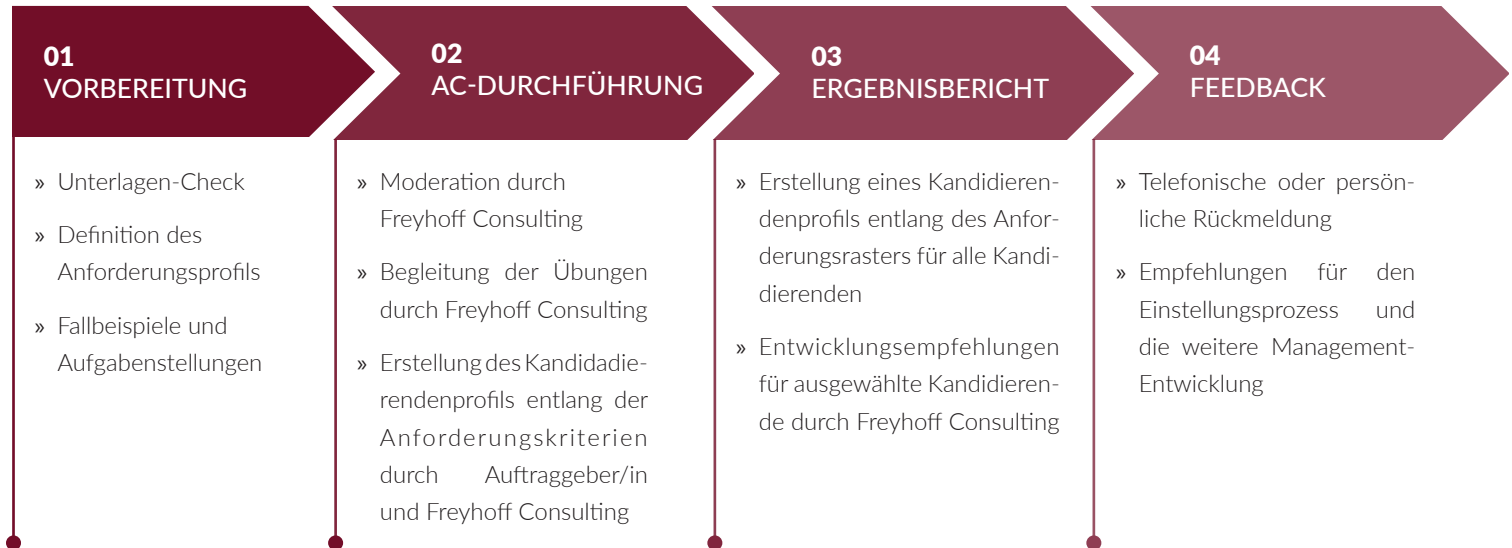 01
VORBEREITUNG
» Unterlagen-Check
» Definition des
Anforderungsprofils
» Fallbeispiele und
Aufgabenstellungen
02
AC-DURCHFÜHRUNG
» Moderation durch
Freyhoff Consulting
» Begleitung der Übungen
durch Freyhoff Consulting
» Erstellung des Kandidadie-
rendenprofils entlang der
Anforderungskriterien
durch Auftraggeber/in
und Freyhoff Consulting
03
ERGEBNISBERICHT
» Erstellung eines Kandidieren-
denprofils entlang des Anfor-
derungsrasters für alle Kandi-
dierenden
» Entwicklungsempfehlungen
für ausgewählte Kandidieren-
de durch Freyhoff Consulting
04
FEEDBACK
» Telefonische oder persön-
liche Rückmeldung
» Empfehlungen für den
Einstellungsprozess und
die weitere Management-
Entwicklung